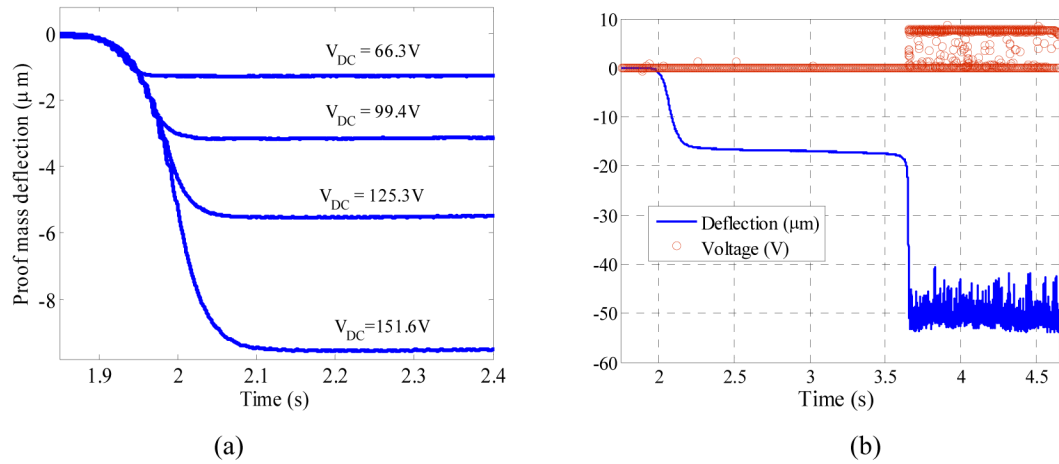 0
-2
-4
-6
-8
Proof mass deflection (μ m)
V_DC = 66.3V
V_DC = 99.4V
V_DC = 125.3V
V_DC=151.6V
1.9 2 2.1 2.2 2.3 2.4
Time (s)
(a)
10
0
-10
-20
-30
-40
-50
-60
Deflection (μm)
Voltage (V)
2 2.5 3 3.5 4 4.5
Time (s)
(b)